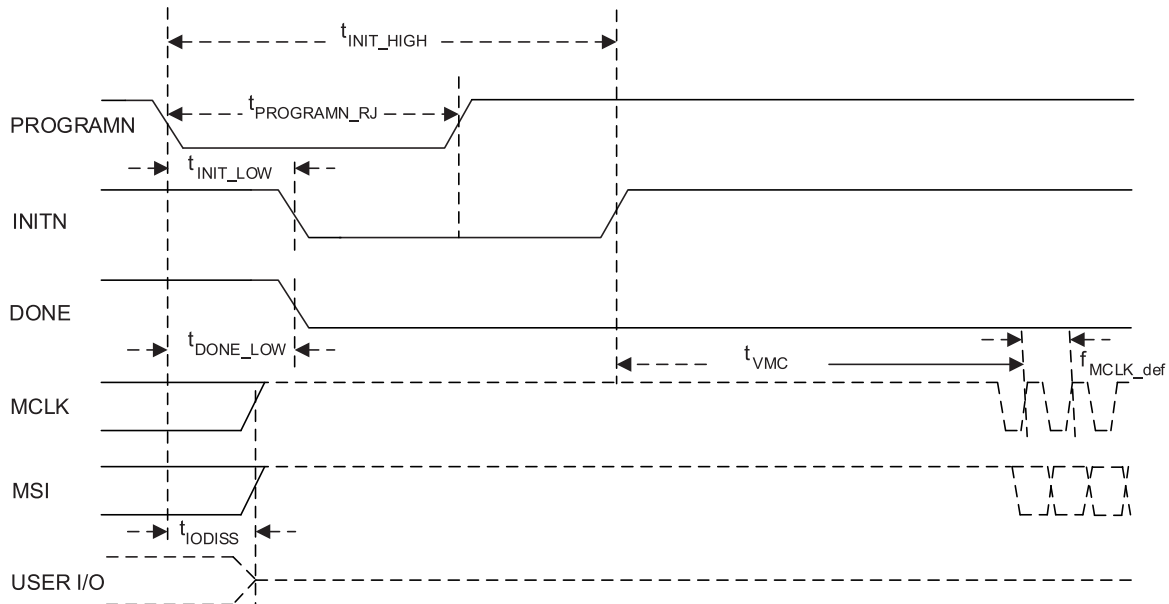 tINIT_HIGH
tPROGRAMN_RJ
PROGRAMN
tINIT_LOW
INITN
DONE
tDONE_LOW
tVMC
fMCLK_def
MCLK
MSI
tIODISS
USER I/O